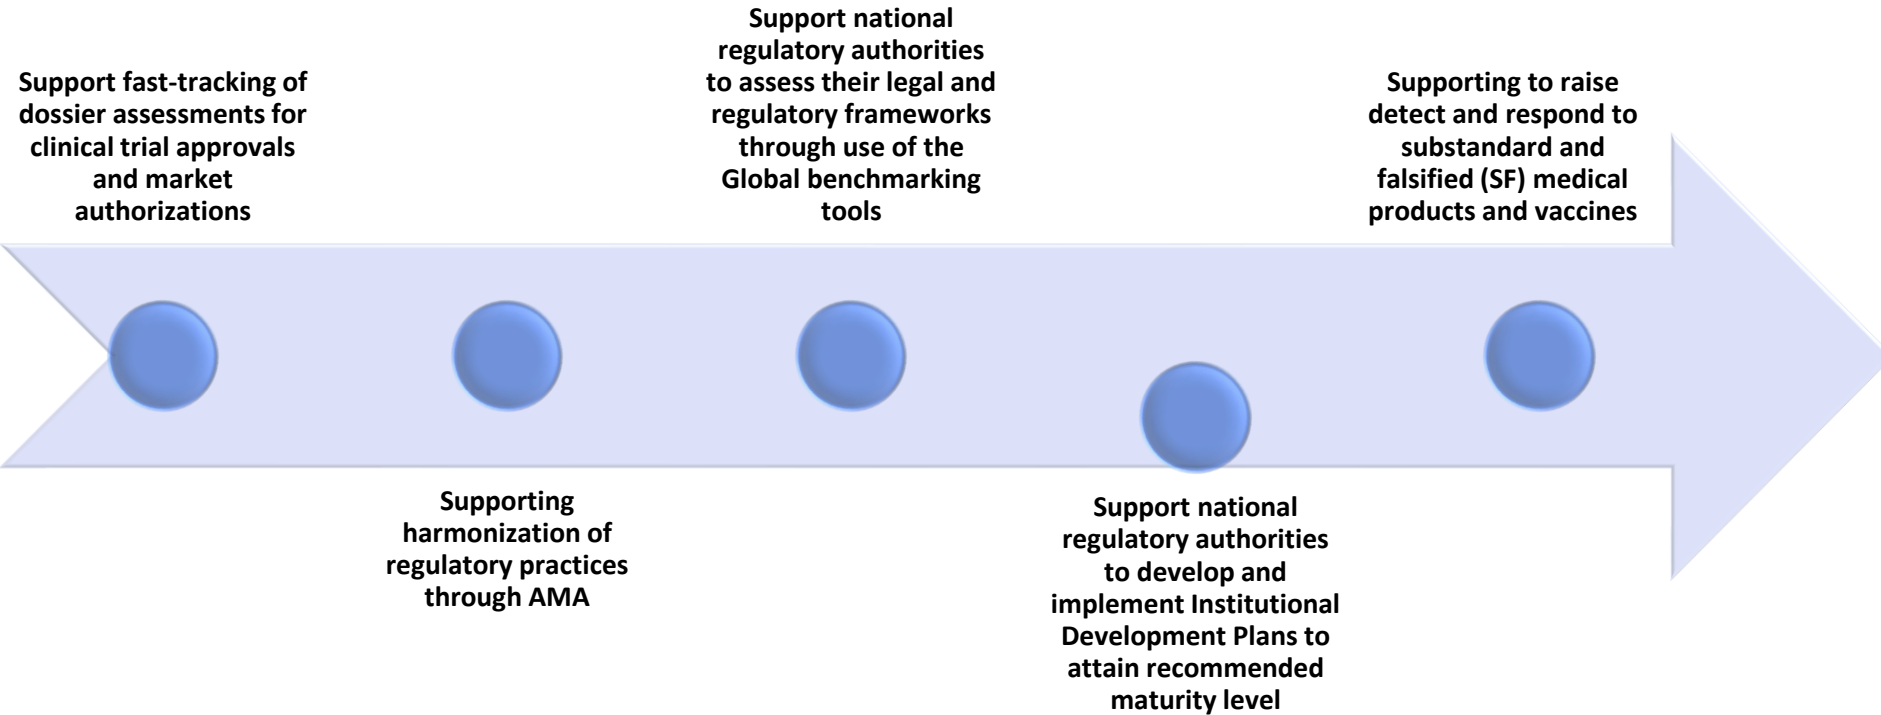 Support fast-tracking of
dossier assessments for
clinical trial approvals
and market
authorizations
Supporting
harmonization of
regulatory practices
through AMA
Support national
regulatory authorities
to assess their legal and
regulatory frameworks
through use of the
Global benchmarking
tools
Support national
regulatory authorities
to develop and
implement Institutional
Development Plans to
attain recommended
maturity level
Supporting to raise
detect and respond to
substandard and
falsified (SF) medical
products and vaccines